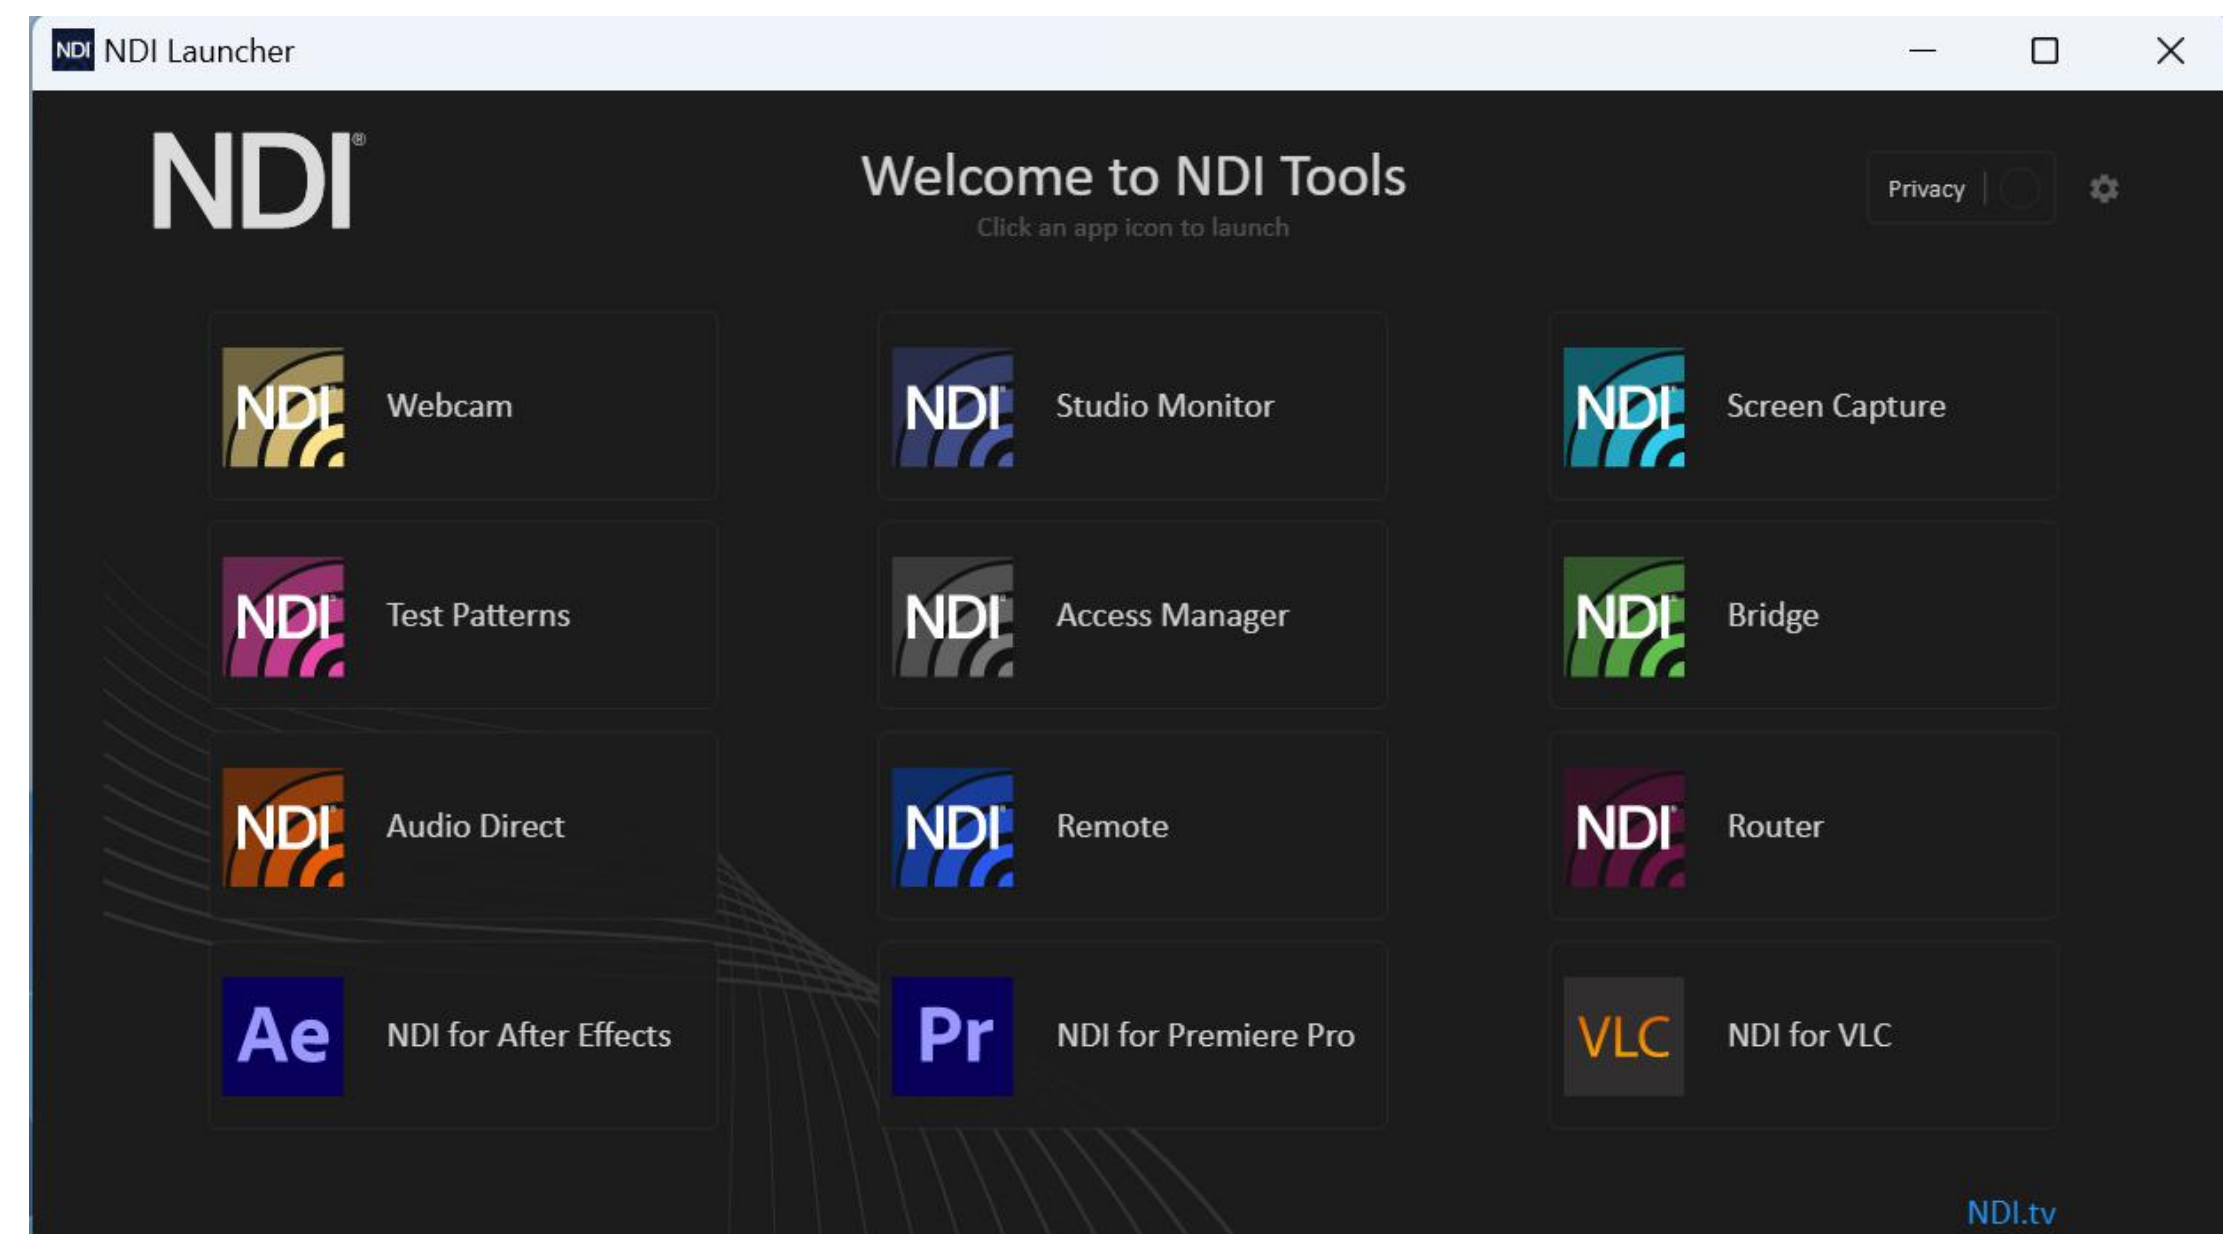 NDI NDI Launcher
NDI®
Welcome to NDI Tools
Click an app icon to launch
Privacy
NDI Webcam
NDI Studio Monitor
NDI Screen Capture
NDI Test Patterns
NDI Access Manager
NDI Bridge
NDI Audio Direct
NDI Remote
NDI Router
Ae NDI for After Effects
Pr NDI for Premiere Pro
VLC NDI for VLC
NDI.tv